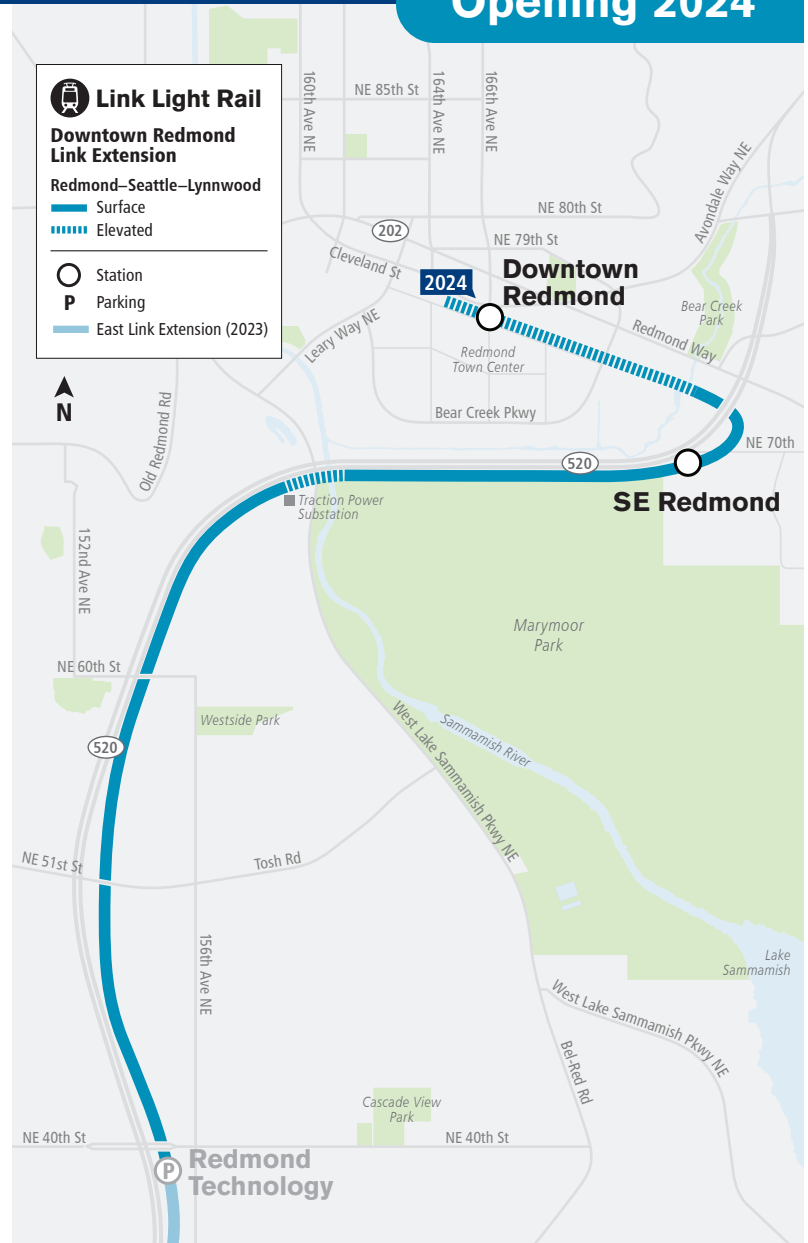 Opening 2024
Link Light Rail
Downtown Redmond
Link Extension
Redmond–Seattle–Lynnwood
Surface
Elevated
Station
P Parking
East Link Extension (2023)
N
160th Ave NE
164th Ave NE
166th Ave NE
NE 85th St
NE 80th St
202
NE 79th St
Avondale Way NE
Cleveland St
2024
Downtown
Redmond
Bear Creek
Park
Redmond Way
Leary Way NE
Redmond
Town Center
Old Redmond Rd
Bear Creek Pkwy
520
NE 70th
SE Redmond
Traction Power
Substation
152nd Ave NE
Marymoor
Park
NE 60th St
Westside Park
520
West Lake Sammamish Pkwy NE
Sammamish River
NE 51st St
Tosh Rd
156th Ave NE
Lake
Sammamish
West Lake Sammamish Pkwy NE
Bel-Red Rd
Cascade View
Park
NE 40th St
NE 40th St
P
Redmond
Technology